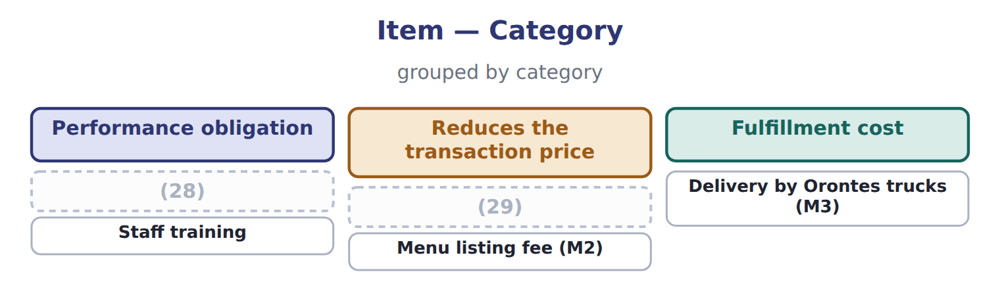 Item — Category
grouped by category
Performance obligation
(28)
Staff training
Reduces the
transaction price
(29)
Menu listing fee (M2)
Fulfillment cost
Delivery by Orontes trucks
(M3)